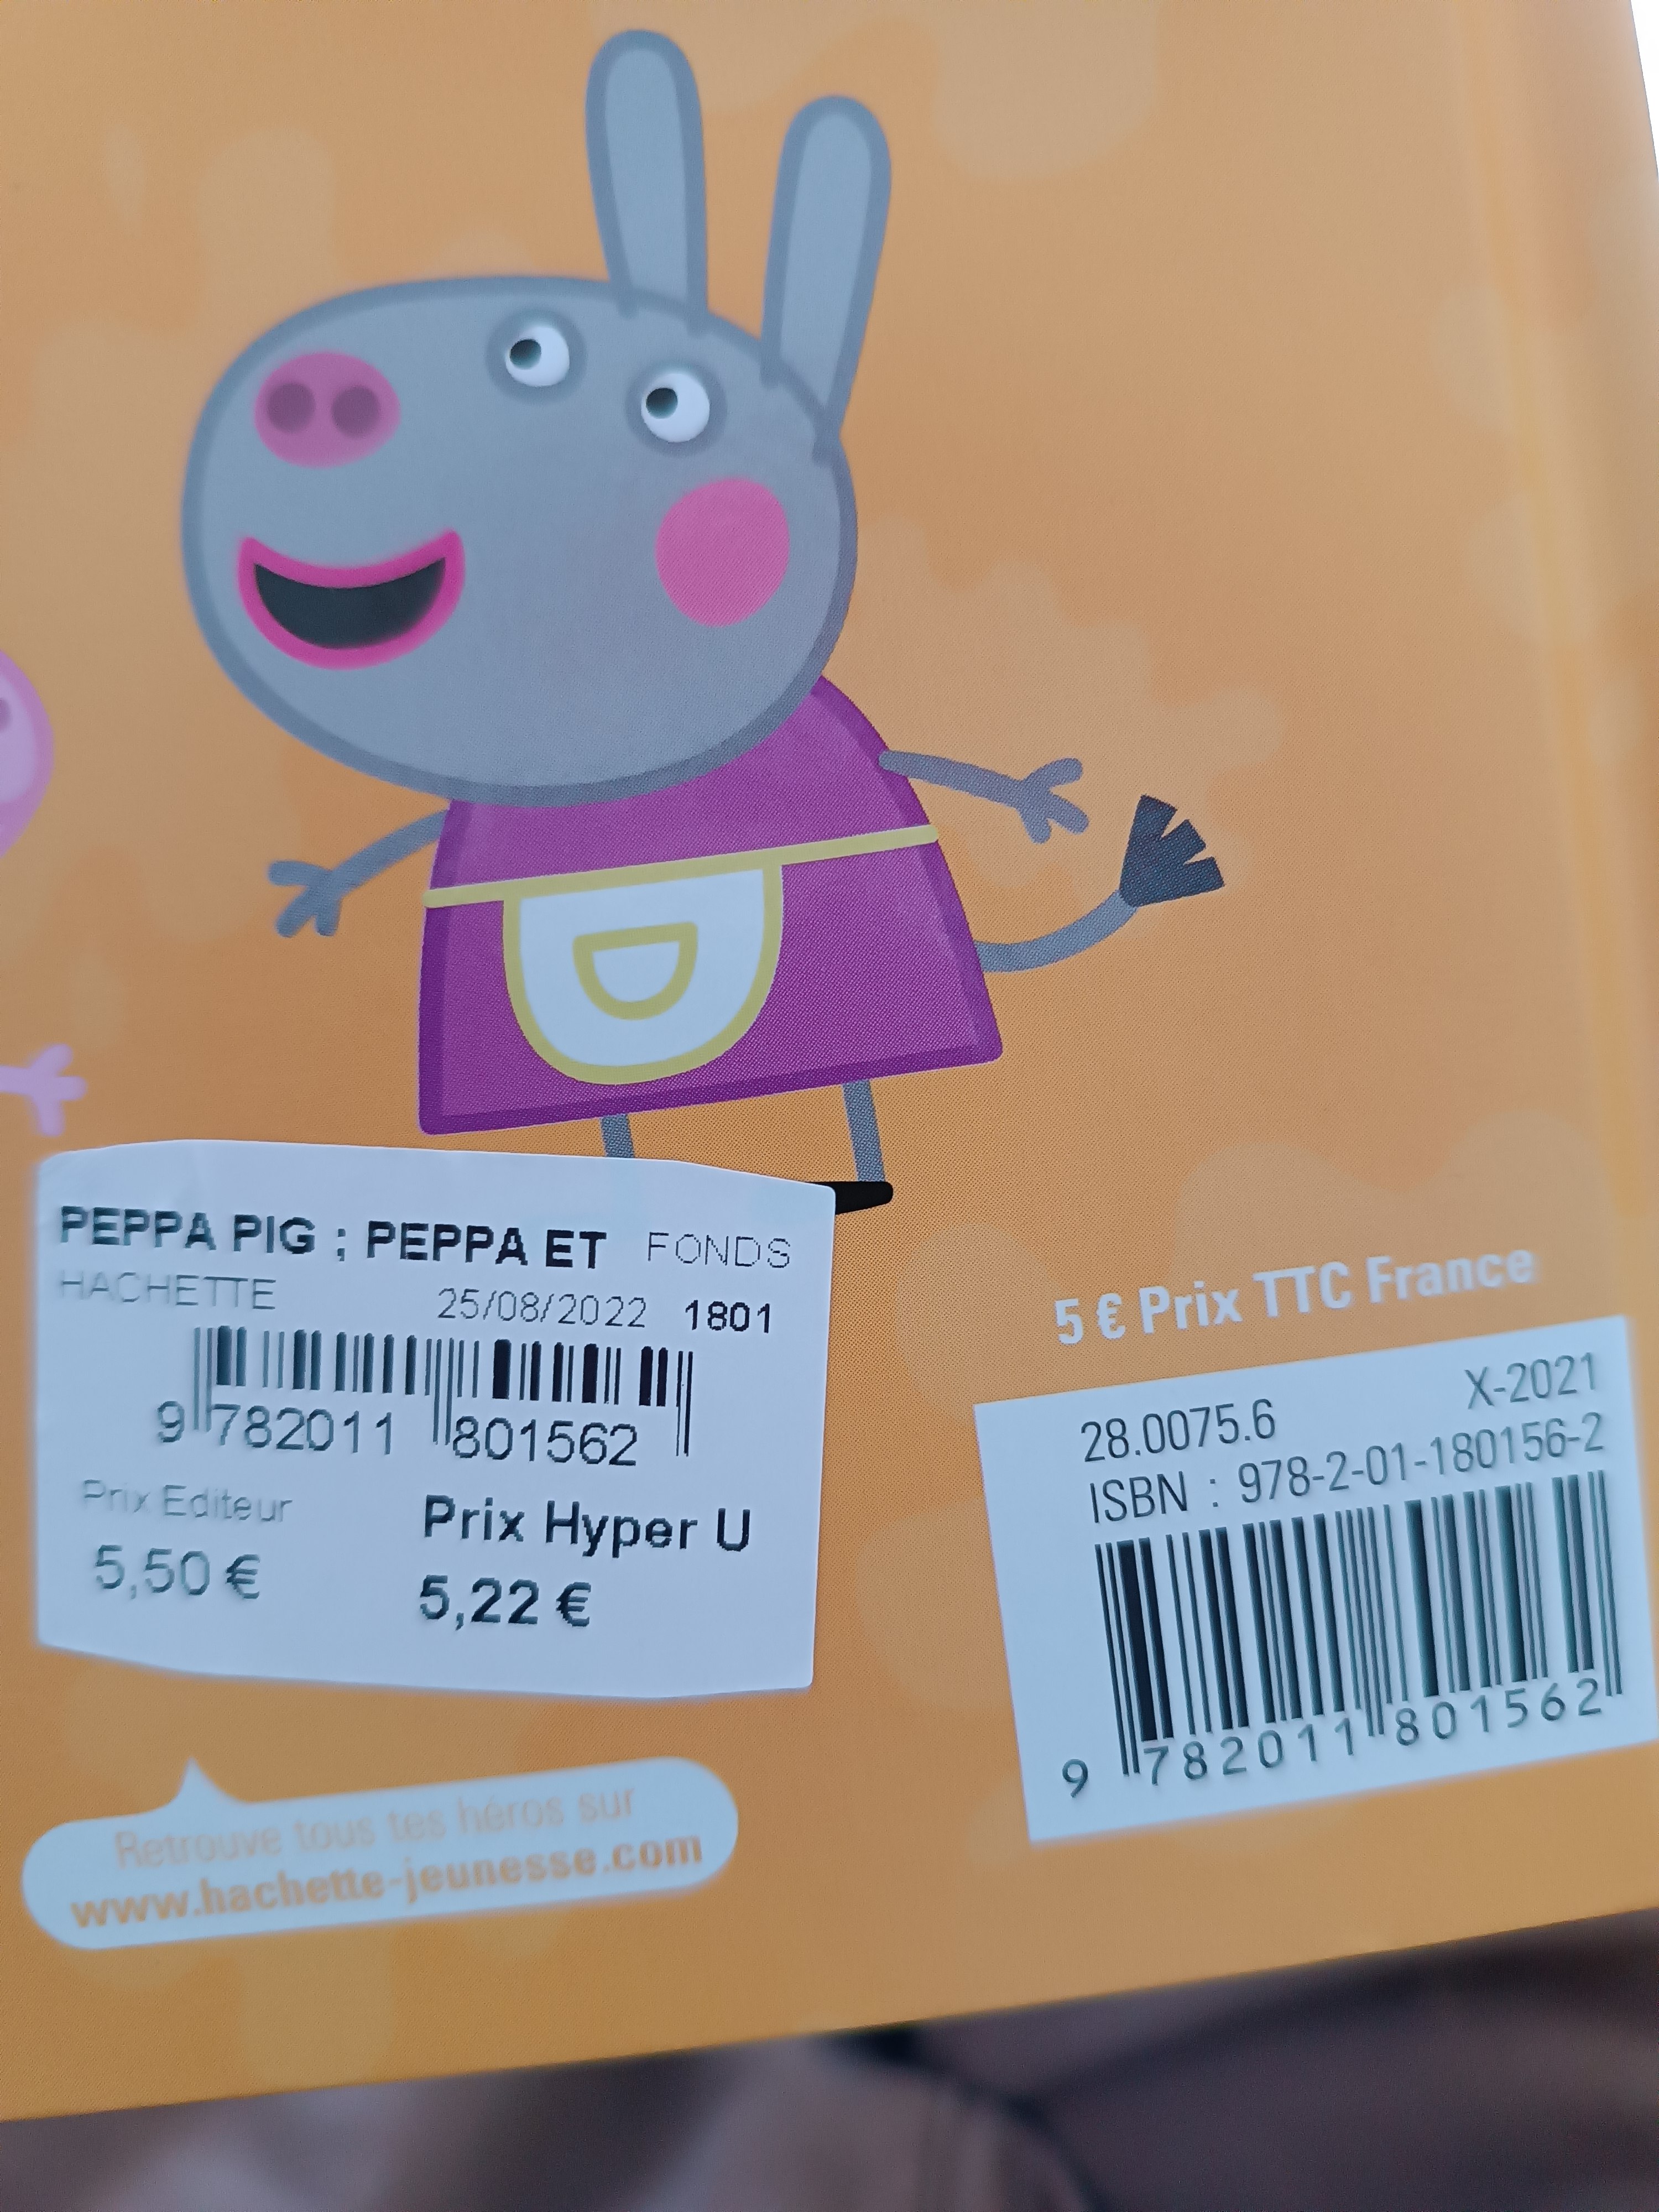 PEPPA PIG ; PEPPA ET FONDS
HACHETTE 25/08/2022 1801
9 782011 801562
Prix Editeur Prix Hyper U
5,50 € 5,22 €
5 € Prix TTC France
28.0075.6 X-2021
ISBN : 978-2-01-180156-2
9 782011 801562
Retrouve tous tes héros sur
www.hachette-jeunesse.com